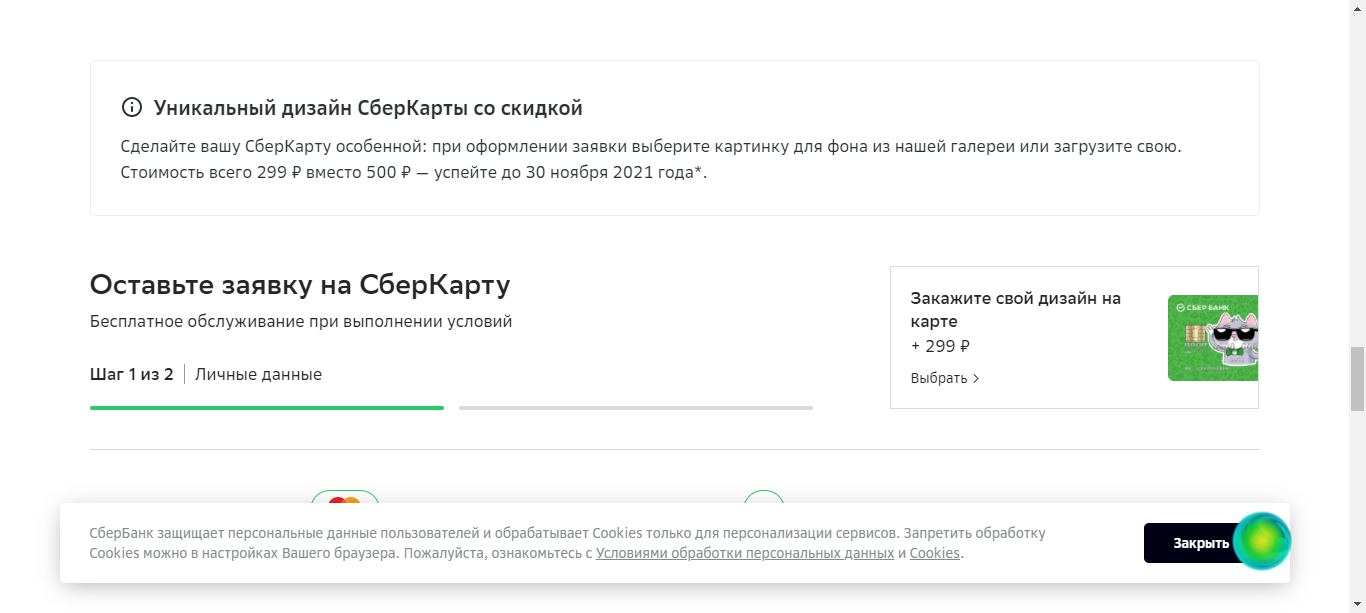 Уникальный дизайн СберКарты со скидкой
Сделайте вашу СберКарту особенной: при оформлении заявки выберите картинку для фона из нашей галереи или загрузите свою.
Стоимость всего 299 ₽ вместо 500 ₽ — успейте до 30 ноября 2021 года*.
Оставьте заявку на СберКарту
Бесплатное обслуживание при выполнении условий
Шаг 1 из 2 | Личные данные
Закажите свой дизайн на
карте
+ 299 ₽
Выбрать >
СБЕР БАНК
СберБанк защищает персональные данные пользователей и обрабатывает Cookies только для персонализации сервисов. Запретить обработку
Cookies можно в настройках Вашего браузера. Пожалуйста, ознакомьтесь с Условиями обработки персональных данных и Cookies.
Закрыть